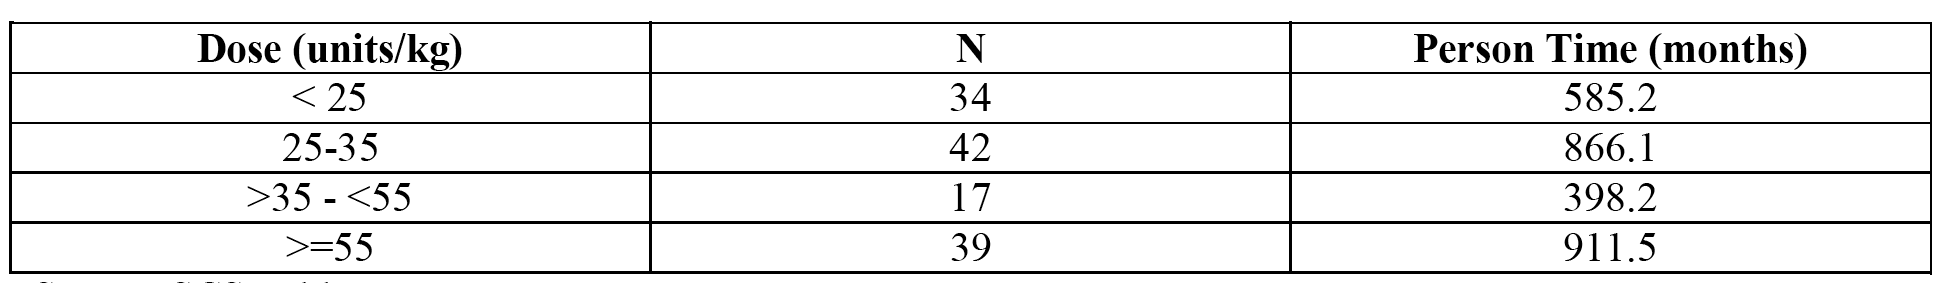 Dose (units/kg) N Person Time (months)
< 25 34 585.2
25-35 42 866.1
>35 - <55 17 398.2
>=55 39 911.5